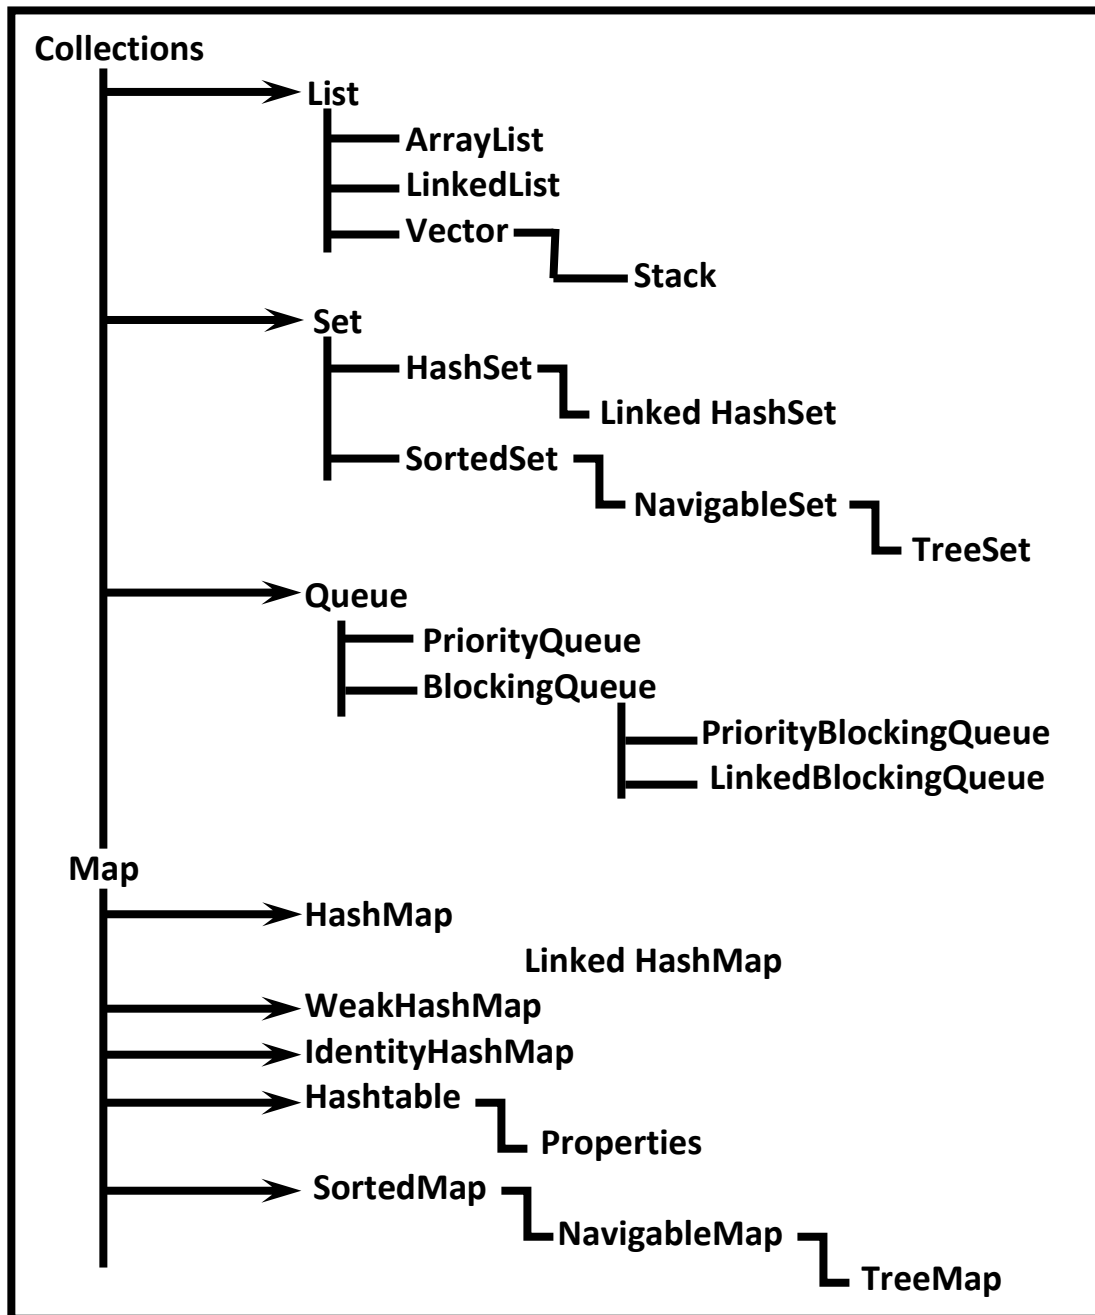 Collections
List
ArrayList
LinkedList
Vector
Stack
Set
HashSet
Linked HashSet
SortedSet
NavigableSet
TreeSet
Queue
PriorityQueue
BlockingQueue
PriorityBlockingQueue
LinkedBlockingQueue
Map
HashMap
Linked HashMap
WeakHashMap
IdentityHashMap
Hashtable
Properties
SortedMap
NavigableMap
TreeMap